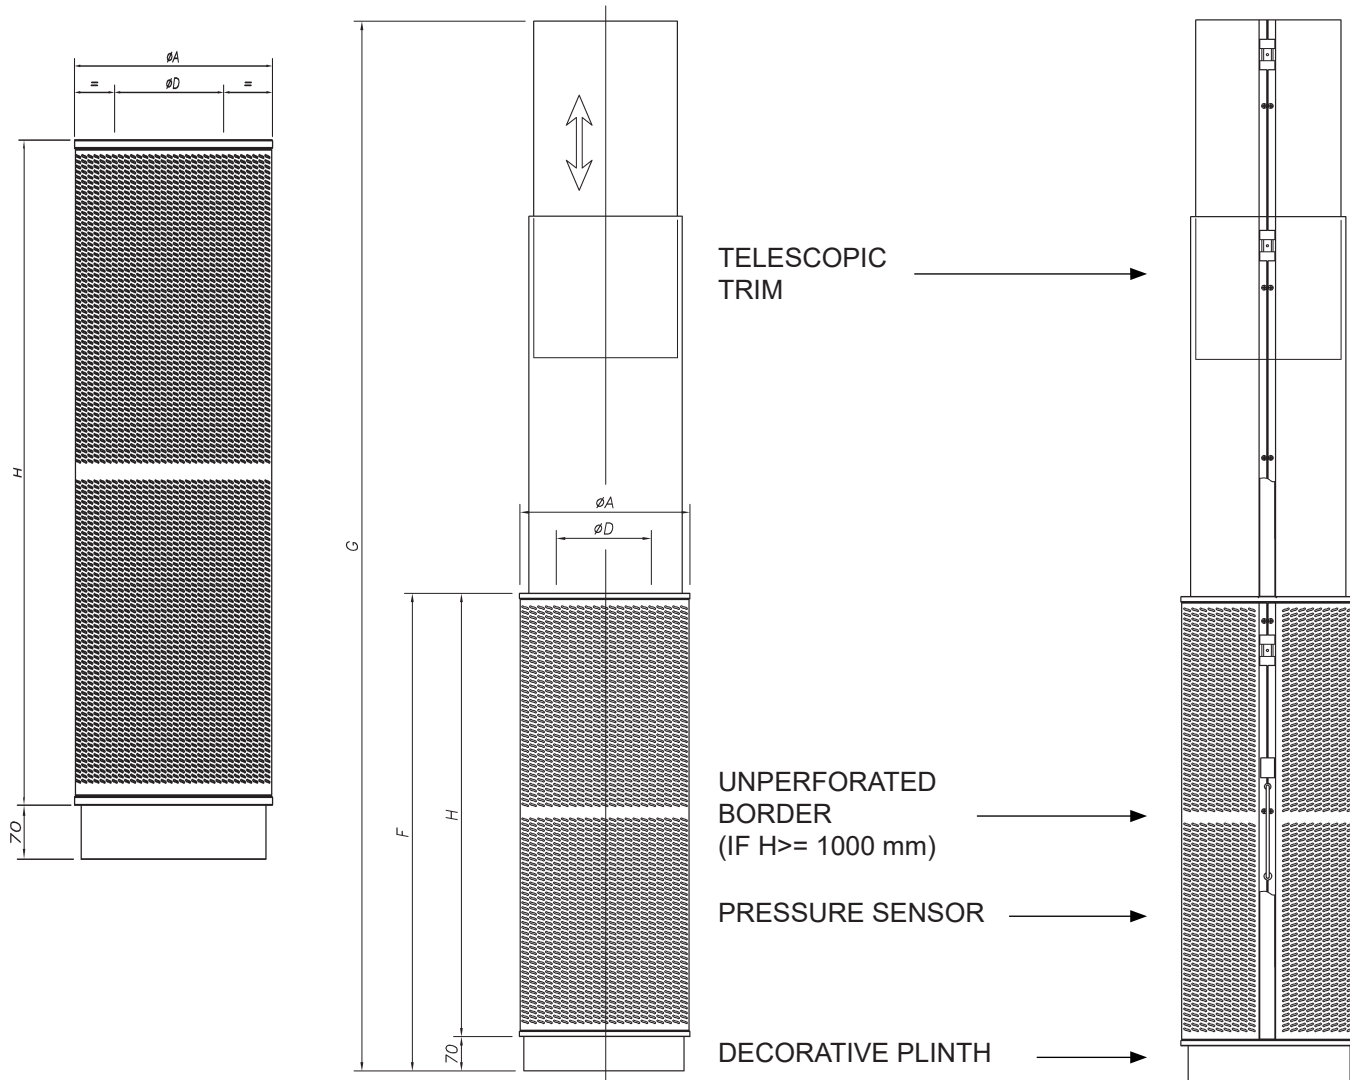 øA
= øD =
H
70
G
F
H
70
øA
øD
TELESCOPIC
TRIM
UNPERFORATED
BORDER
(IF H>= 1000 mm)
PRESSURE SENSOR
DECORATIVE PLINTH